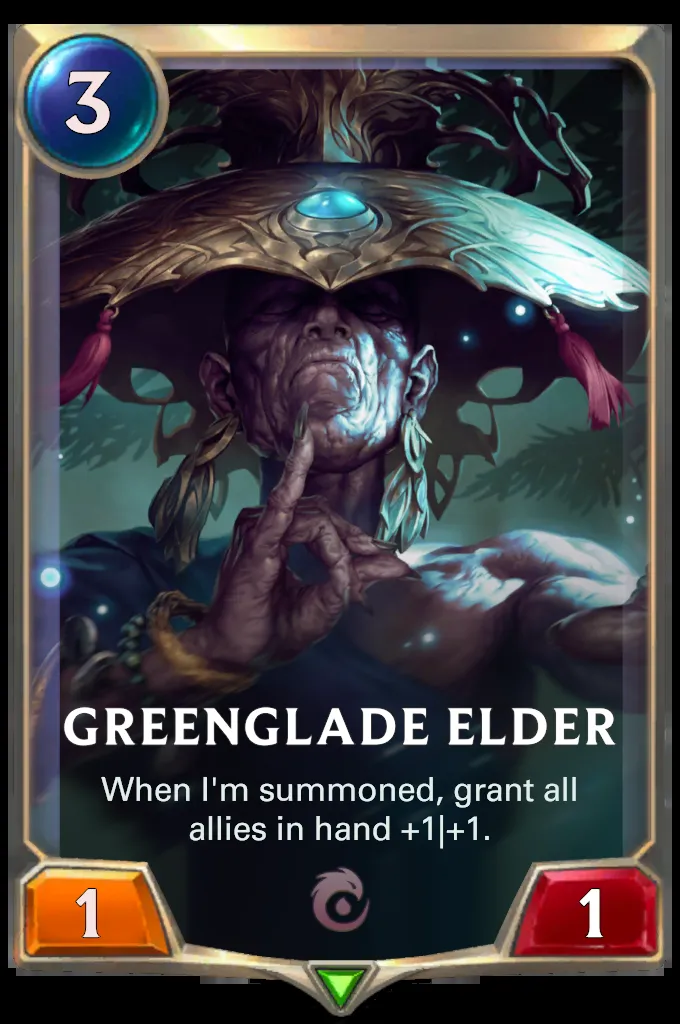 3
GREENGLADE ELDER
When I'm summoned, grant all
allies in hand +1|+1.
1
1